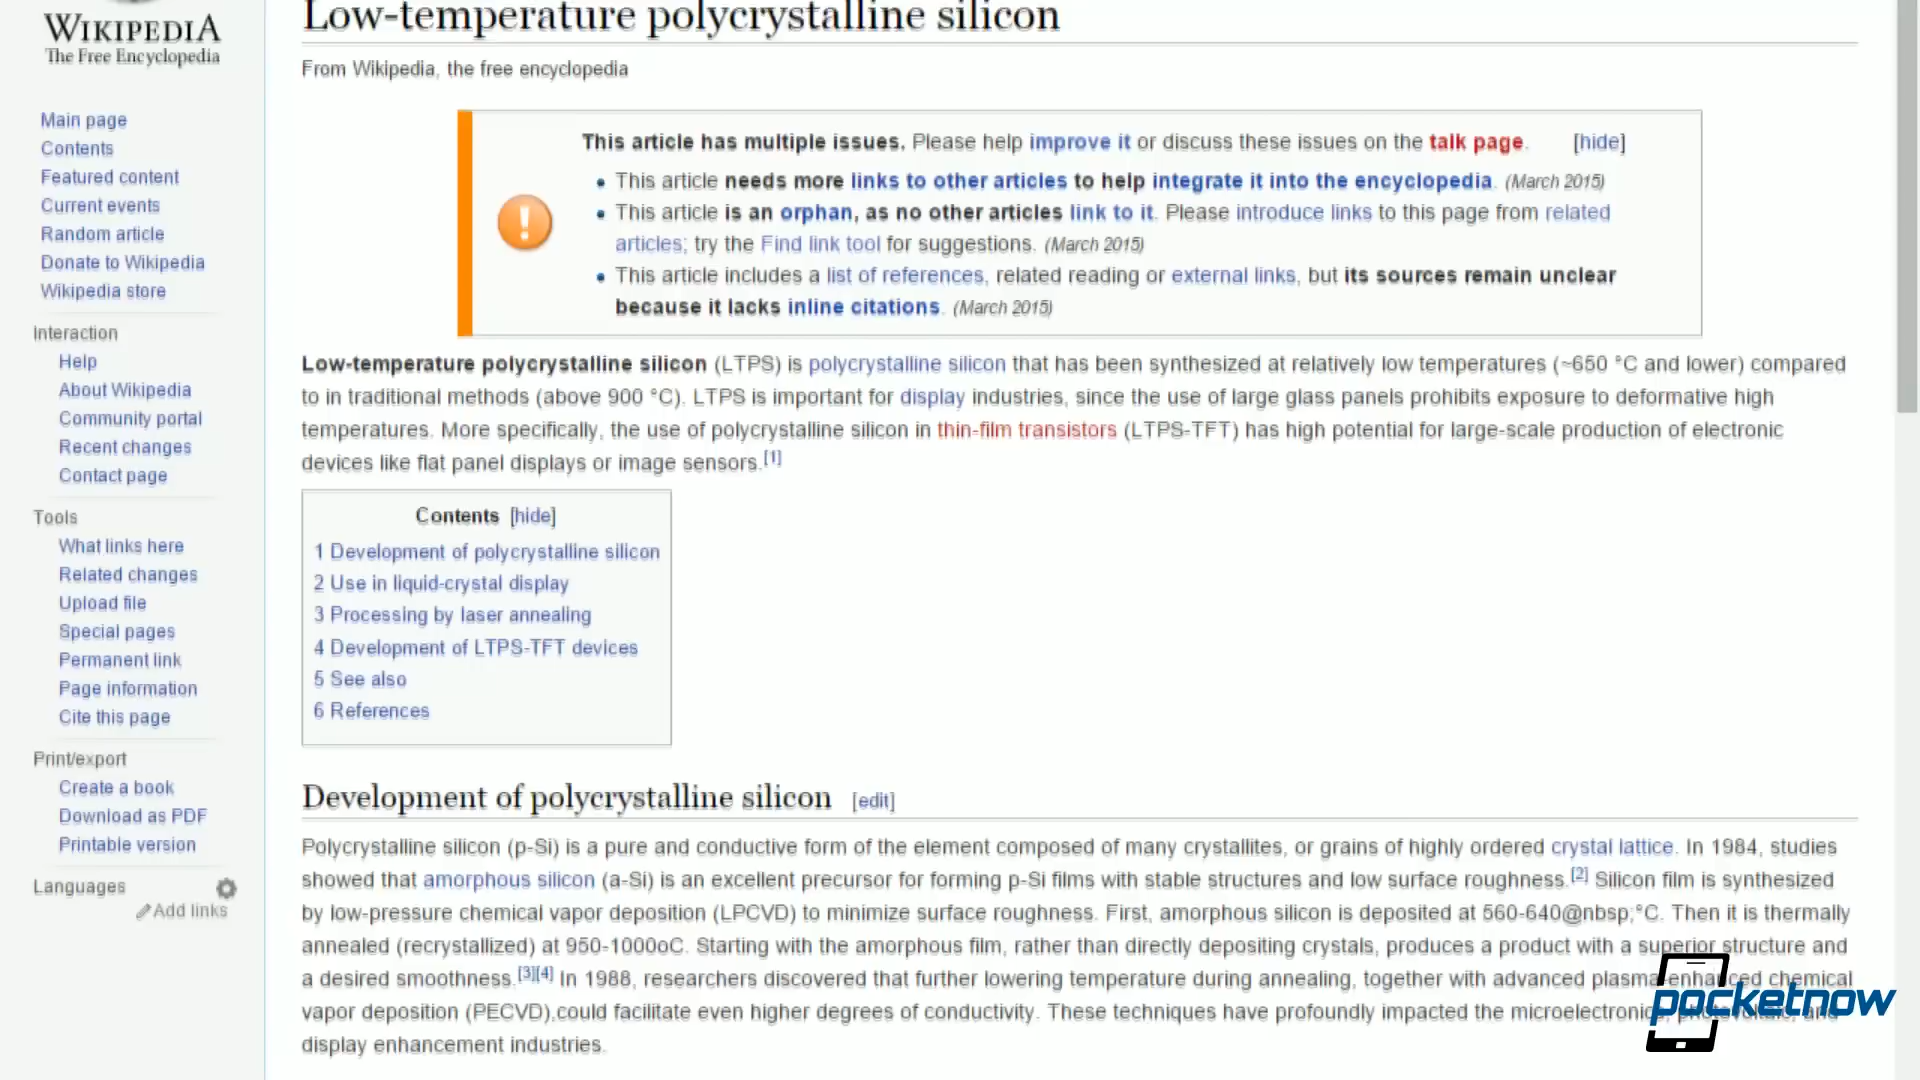 WIKIPEDIA
The Free Encyclopedia
Main page
Contents
Featured content
Current events
Random article
Donate to Wikipedia
Wikipedia store
Interaction
Help
About Wikipedia
Community portal
Recent changes
Contact page
Tools
What links here
Related changes
Upload file
Special pages
Permanent link
Page information
Cite this page
Print/export
Create a book
Download as PDF
Printable version
Languages
Add links
Low-temperature polycrystalline silicon
From Wikipedia, the free encyclopedia
This article has multiple issues. Please help improve it or discuss these issues on the talk page. [hide]
• This article needs more links to other articles to help integrate it into the encyclopedia. (March 2015)
• This article is an orphan, as no other articles link to it. Please introduce links to this page from related
articles; try the Find link tool for suggestions. (March 2015)
• This article includes a list of references, related reading or external links, but its sources remain unclear
because it lacks inline citations. (March 2015)
Low-temperature polycrystalline silicon (LTPS) is polycrystalline silicon that has been synthesized at relatively low temperatures (~650 °C and lower) compared
to in traditional methods (above 900 °C). LTPS is important for display industries, since the use of large glass panels prohibits exposure to deformative high
temperatures. More specifically, the use of polycrystalline silicon in thin-film transistors (LTPS-TFT) has high potential for large-scale production of electronic
devices like flat panel displays or image sensors.[1]
Contents [hide]
1 Development of polycrystalline silicon
2 Use in liquid-crystal display
3 Processing by laser annealing
4 Development of LTPS-TFT devices
5 See also
6 References
Development of polycrystalline silicon [edit]
Polycrystalline silicon (p-Si) is a pure and conductive form of the element composed of many crystallites, or grains of highly ordered crystal lattice. In 1984, studies
showed that amorphous silicon (a-Si) is an excellent precursor for forming p-Si films with stable structures and low surface roughness.[2] Silicon film is synthesized
by low-pressure chemical vapor deposition (LPCVD) to minimize surface roughness. First, amorphous silicon is deposited at 560-640@nbsp;°C. Then it is thermally
annealed (recrystallized) at 950-1000oC. Starting with the amorphous film, rather than directly depositing crystals, produces a product with a superior structure and
a desired smoothness.[3][4] In 1988, researchers discovered that further lowering temperature during annealing, together with advanced plasma-enhanced chemical
vapor deposition (PECVD),could facilitate even higher degrees of conductivity. These techniques have profoundly impacted the microelectronics, photovoltaic, and
display enhancement industries.
pocketnow